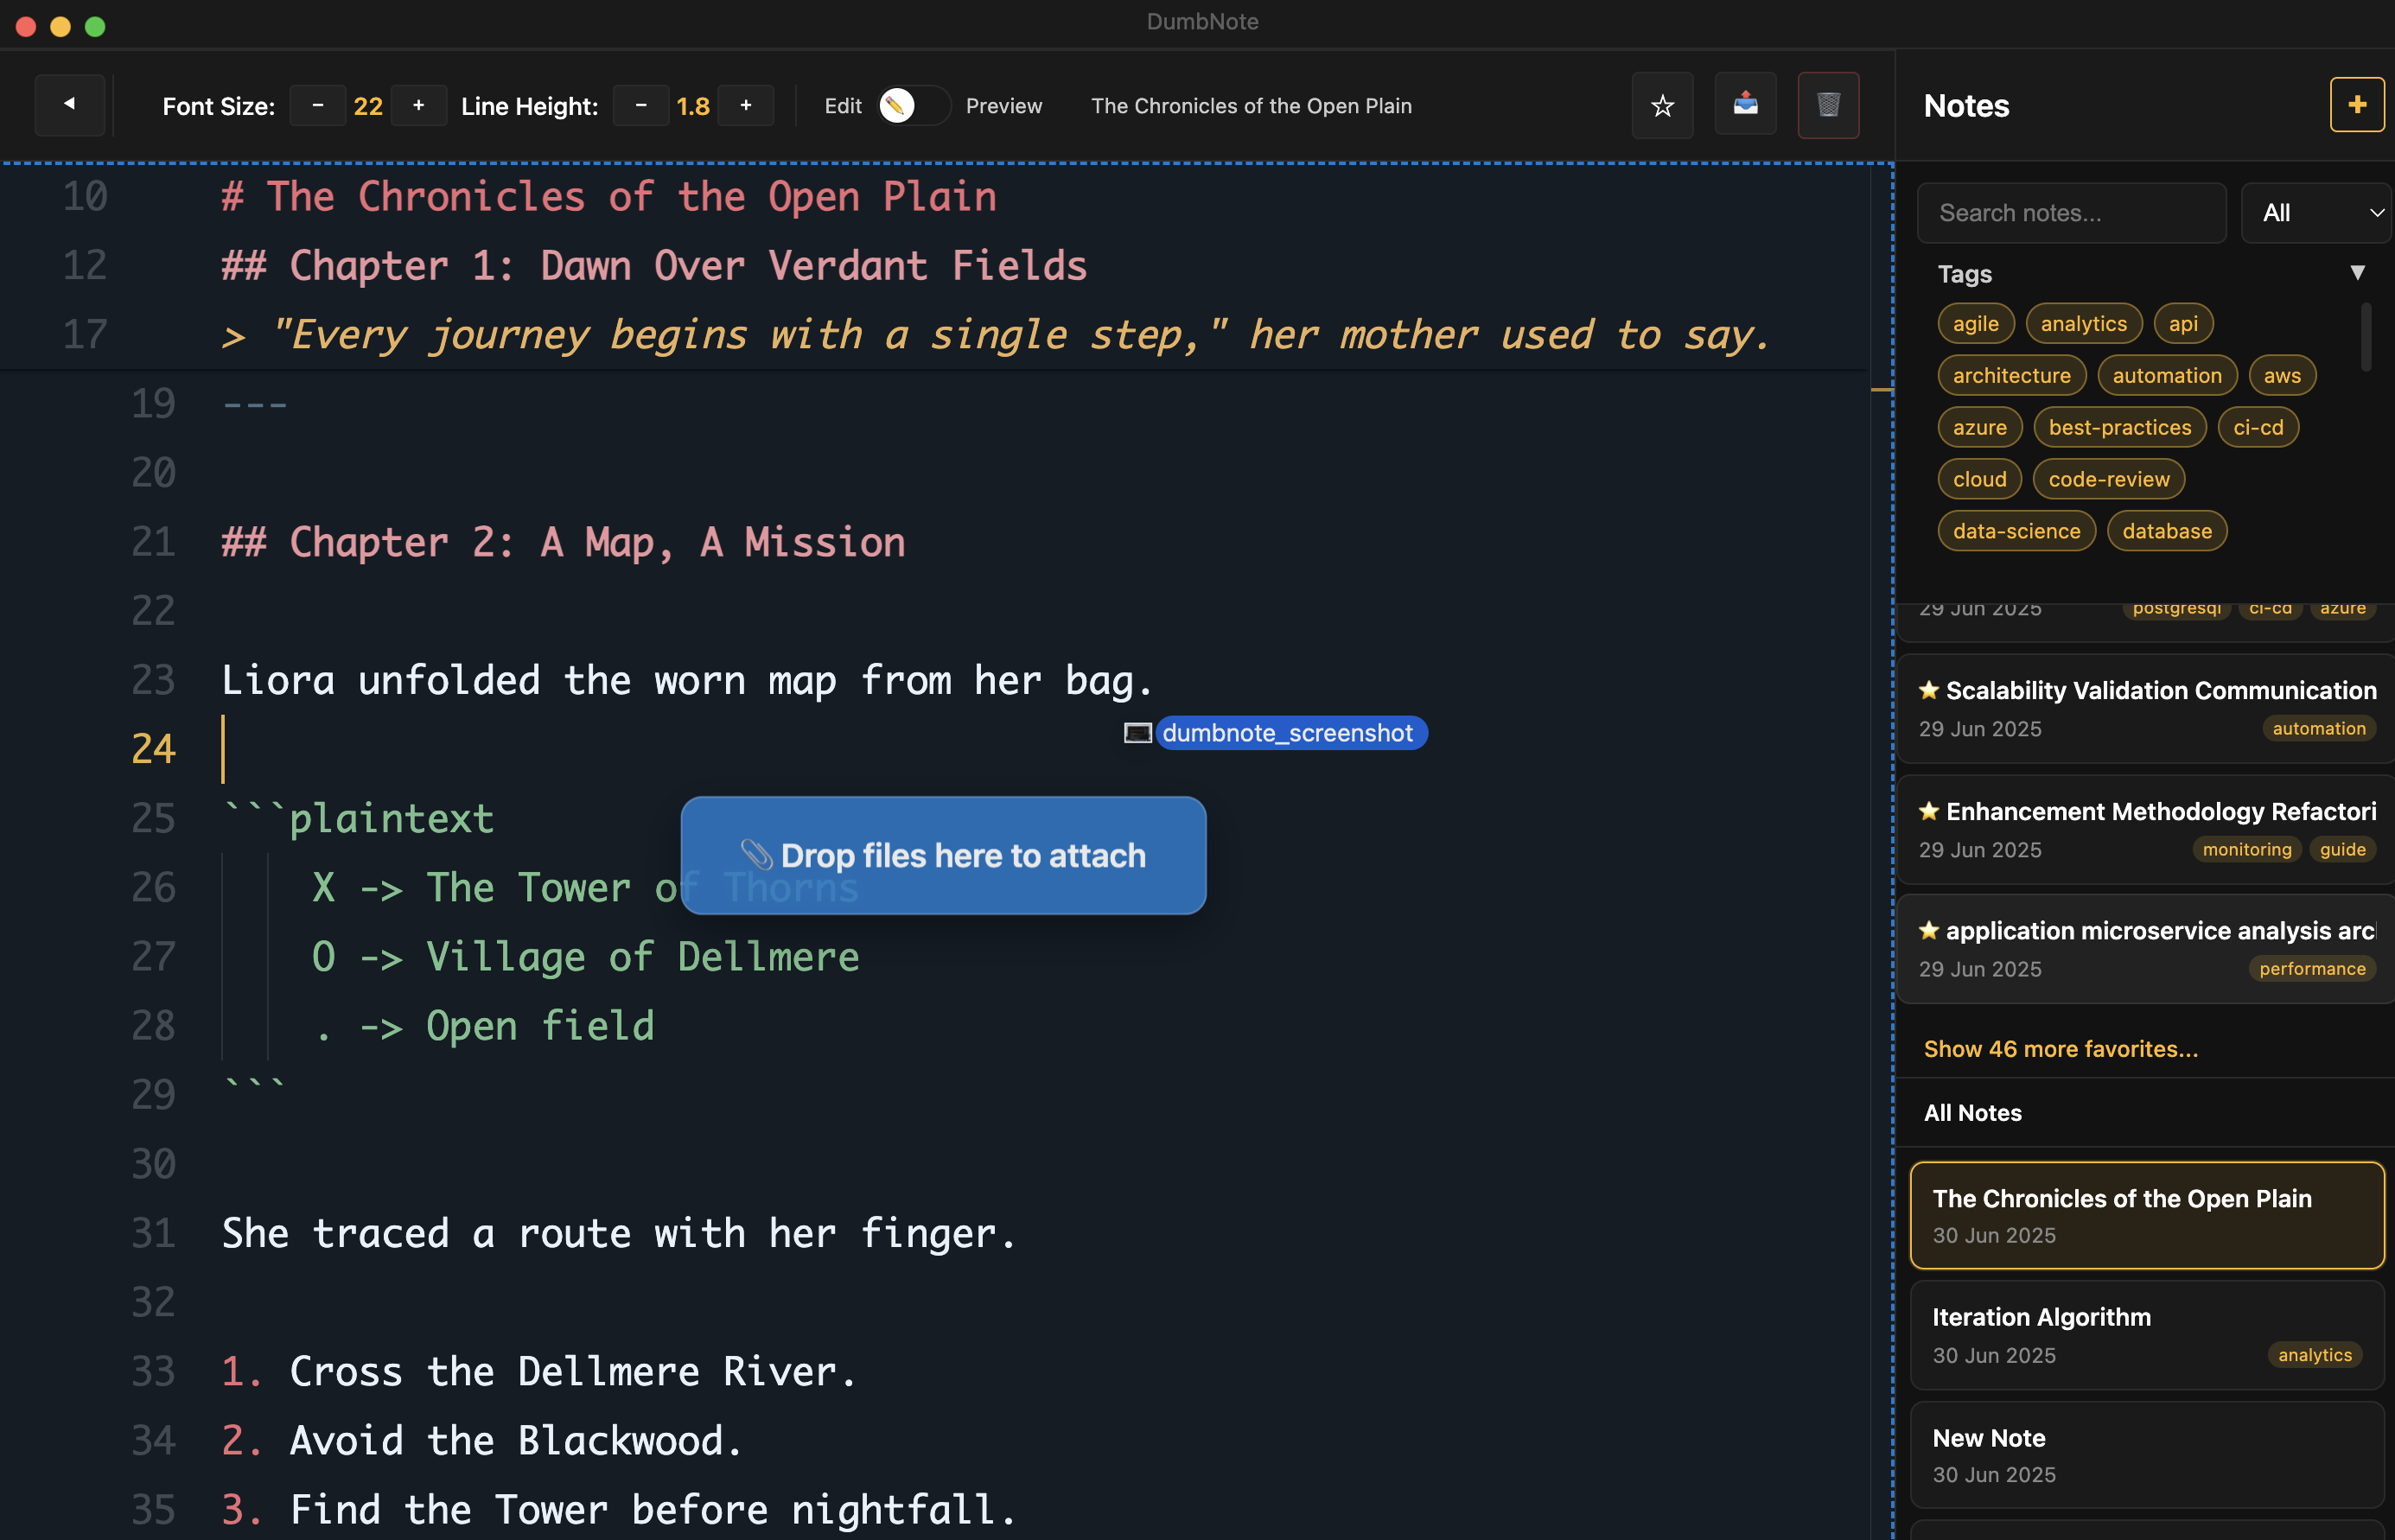 DumbNote
Font Size: − 22 + Line Height: − 1.8 + Edit Preview The Chronicles of the Open Plain
10 # The Chronicles of the Open Plain
12 ## Chapter 1: Dawn Over Verdant Fields
17 > "Every journey begins with a single step," her mother used to say.
19 ---
20
21 ## Chapter 2: A Map, A Mission
22
23 Liora unfolded the worn map from her bag.
24
dumbnote_screenshot
25 ```plaintext
Drop files here to attach
26 X -> The Tower of Thorns
27 O -> Village of Dellmere
28 . -> Open field
29 ```
30
31 She traced a route with her finger.
32
33 1. Cross the Dellmere River.
34 2. Avoid the Blackwood.
35 3. Find the Tower before nightfall.
Notes +
Search notes... All
Tags
agile analytics api
architecture automation aws
azure best-practices ci-cd
cloud code-review
data-science database
29 Jun 2025 postgresql ci-cd azure
Scalability Validation Communication
29 Jun 2025 automation
Enhancement Methodology Refactori
29 Jun 2025 monitoring guide
application microservice analysis arc
29 Jun 2025 performance
Show 46 more favorites...
All Notes
The Chronicles of the Open Plain
30 Jun 2025
Iteration Algorithm
30 Jun 2025 analytics
New Note
30 Jun 2025